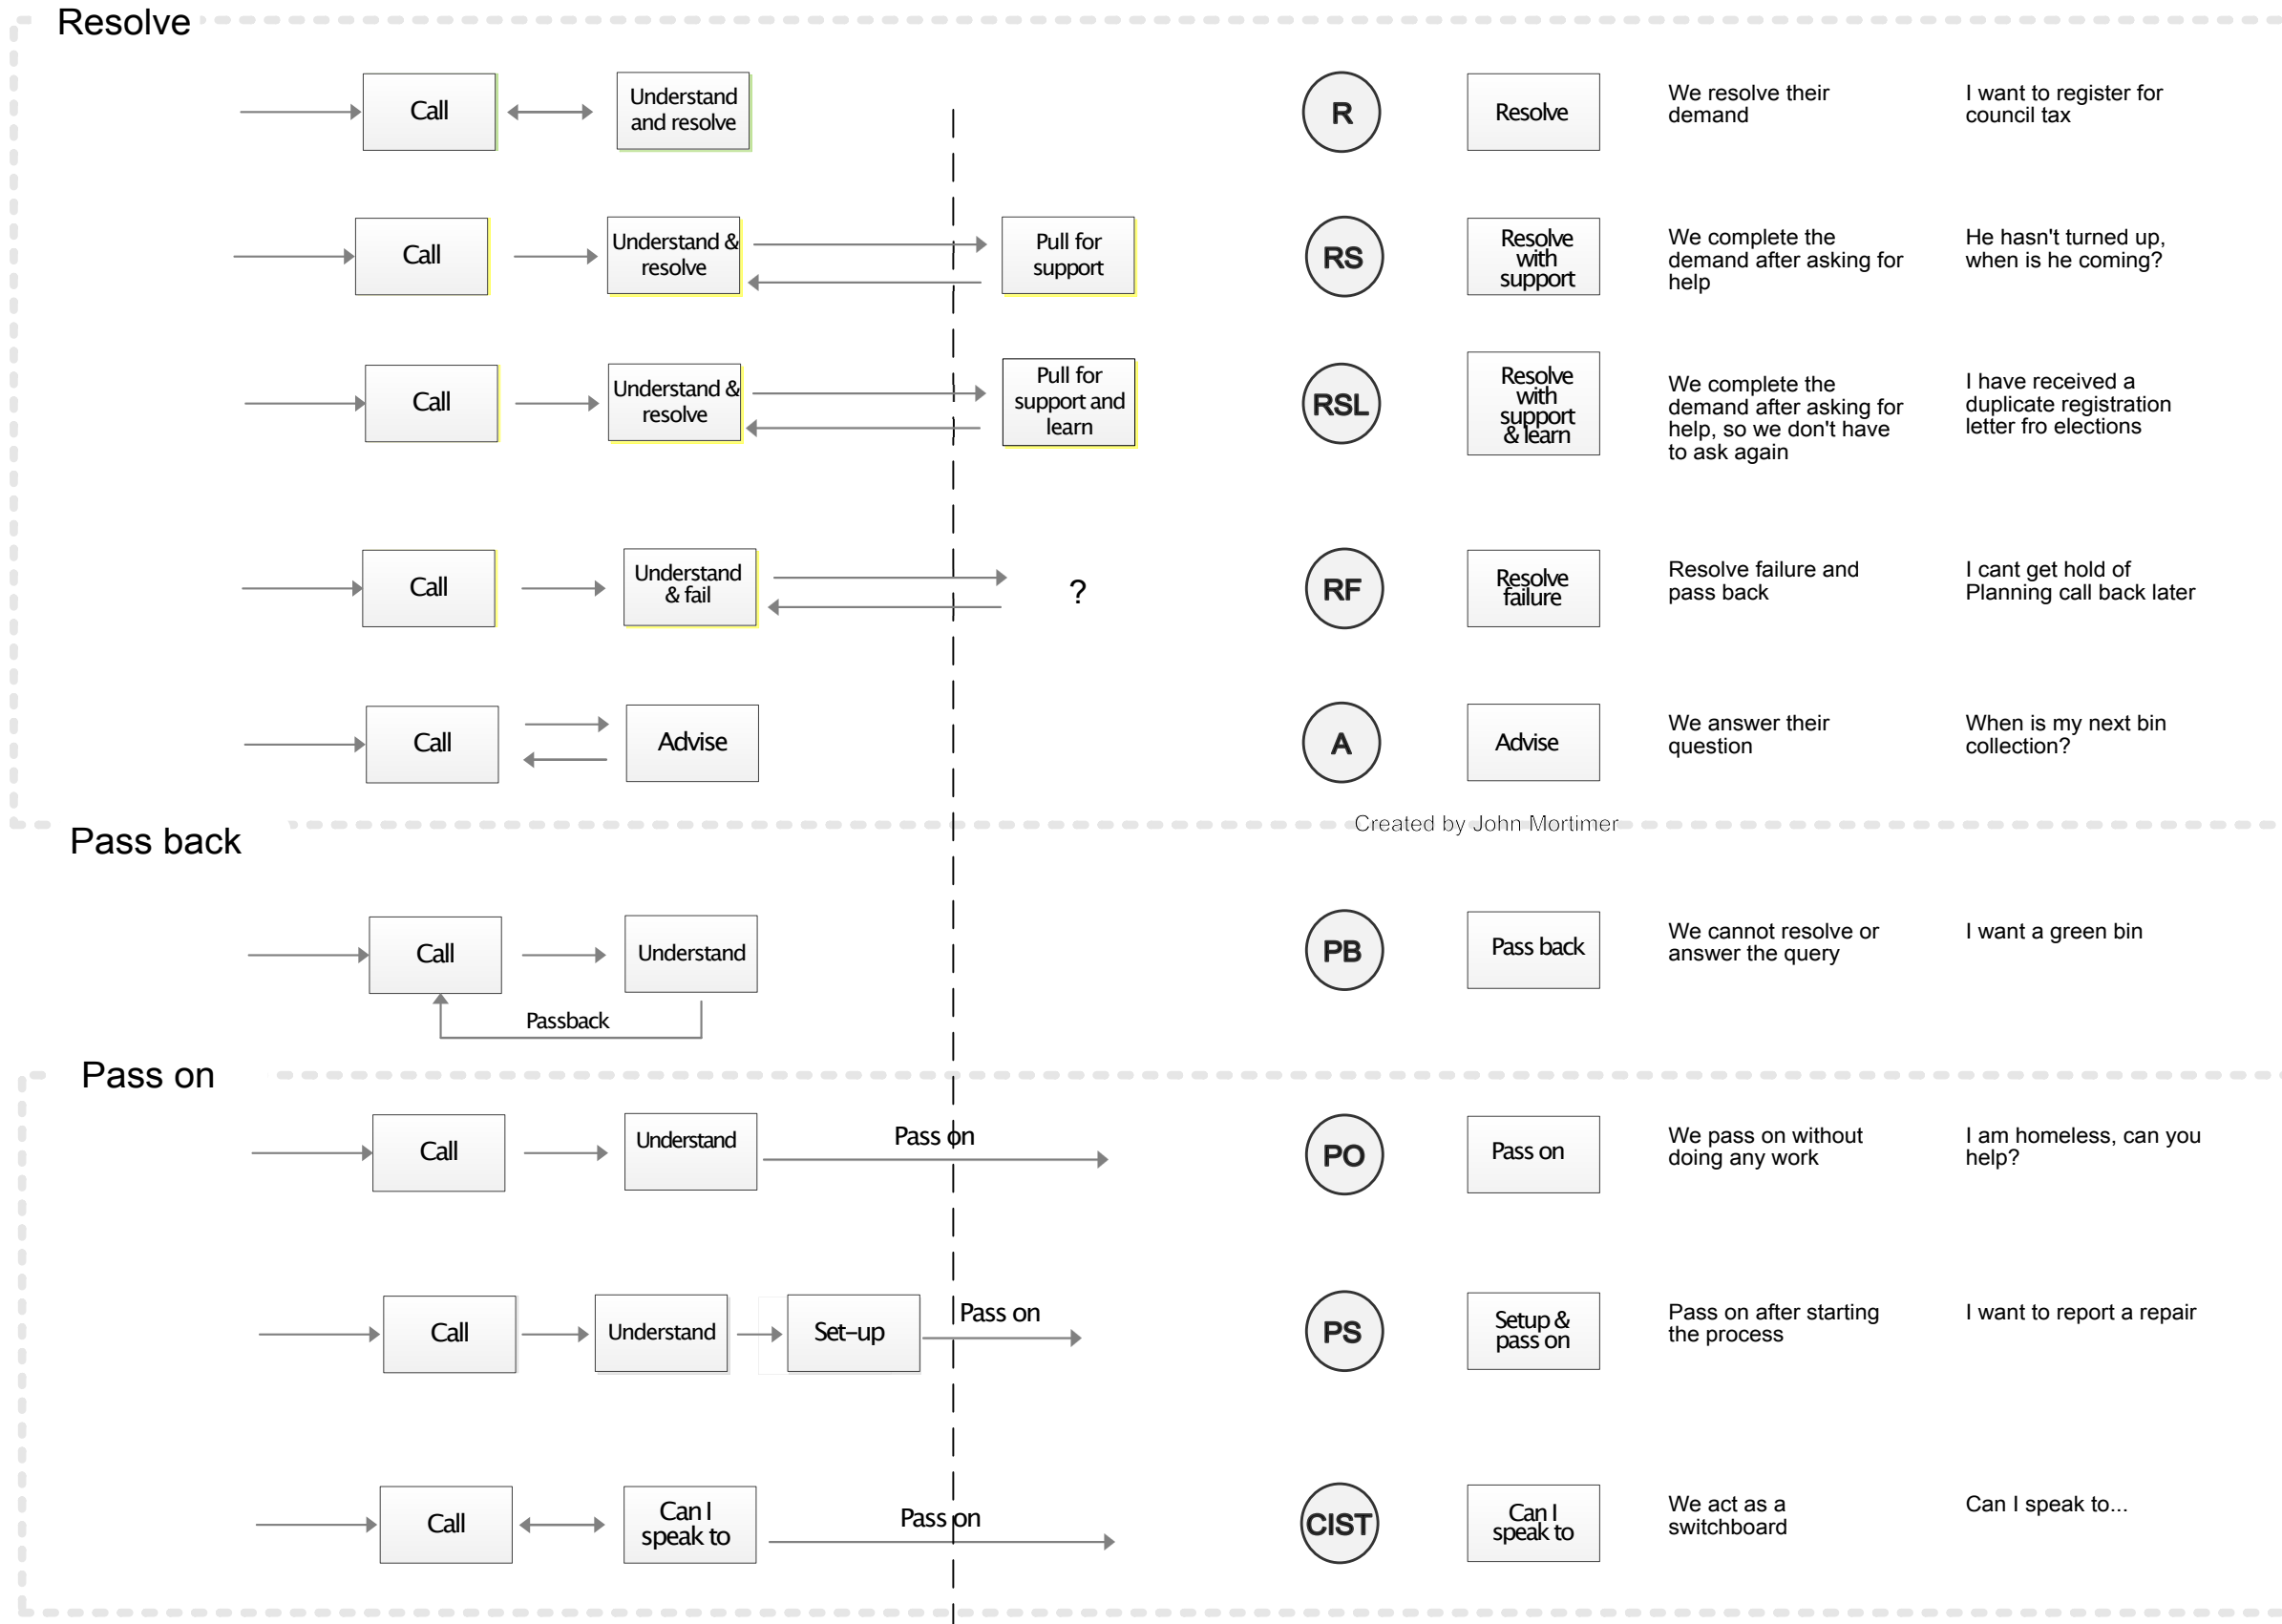 Resolve
Call
Understand
and resolve
R
Resolve
We resolve their
demand
I want to register for
council tax
Call
Understand &
resolve
Pull for
support
RS
Resolve
with
support
We complete the
demand after asking for
help
He hasn't turned up,
when is he coming?
Call
Understand &
resolve
Pull for
support and
learn
RSL
Resolve
with
support
& learn
We complete the
demand after asking for
help, so we don't have
to ask again
I have received a
duplicate registration
letter fro elections
Call
Understand
& fail
?
RF
Resolve
failure
Resolve failure and
pass back
I cant get hold of
Planning call back later
Call
Advise
A
Advise
We answer their
question
When is my next bin
collection?
Created by John Mortimer
Pass back
Call
Understand
Passback
PB
Pass back
We cannot resolve or
answer the query
I want a green bin
Pass on
Call
Understand
Pass on
PO
Pass on
We pass on without
doing any work
I am homeless, can you
help?
Call
Understand
Set-up
Pass on
PS
Setup &
pass on
Pass on after starting
the process
I want to report a repair
Call
Can I
speak to
Pass on
CIST
Can I
speak to
We act as a
switchboard
Can I speak to...